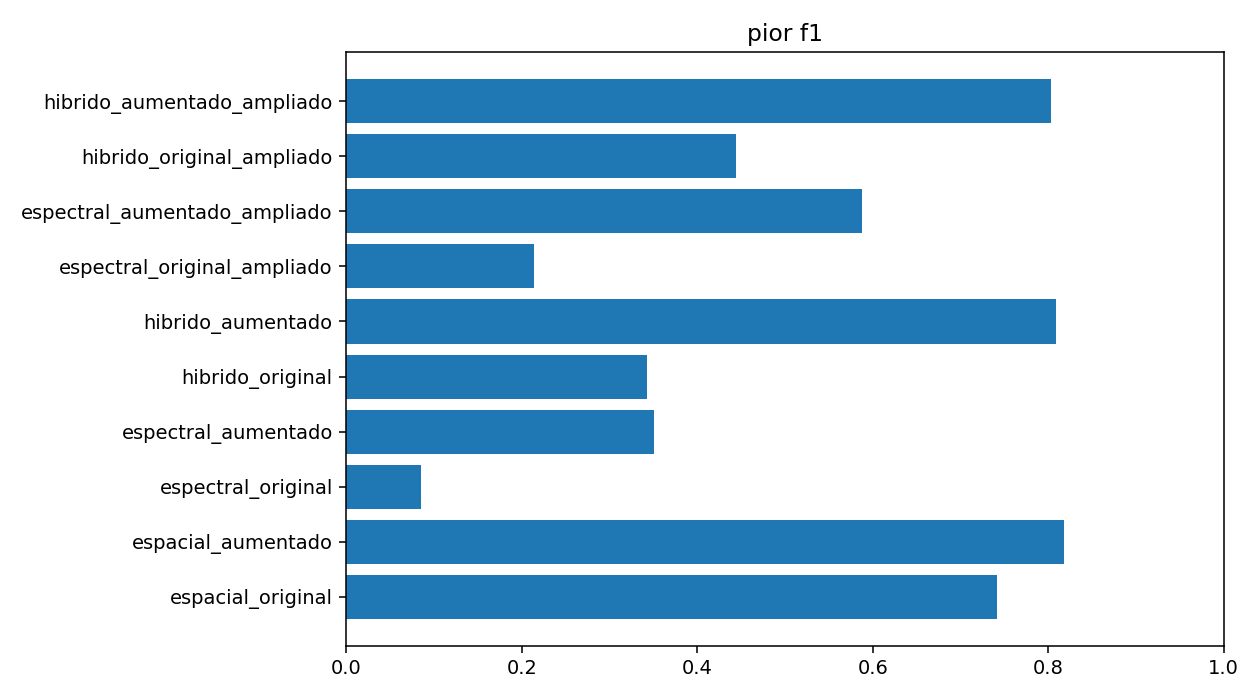 pior f1
hibrido_aumentado_ampliado
hibrido_original_ampliado
espectral_aumentado_ampliado
espectral_original_ampliado
hibrido_aumentado
hibrido_original
espectral_aumentado
espectral_original
espacial_aumentado
espacial_original
0.0 0.2 0.4 0.6 0.8 1.0